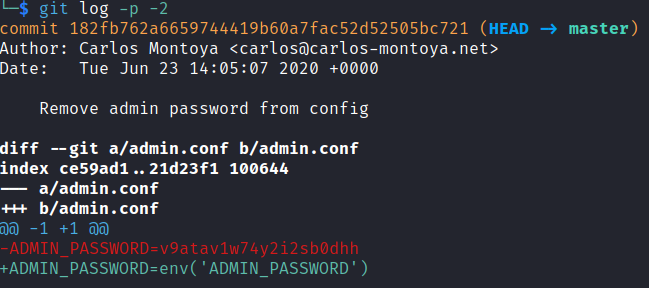 └─$ git log -p -2
commit 182fb762a6659744419b60a7fac52d52505bc721 (HEAD -> master)
Author: Carlos Montoya <carlos@carlos-montoya.net>
Date:   Tue Jun 23 14:05:07 2020 +0000

    Remove admin password from config

diff --git a/admin.conf b/admin.conf
index ce59ad1..21d23f1 100644
--- a/admin.conf
+++ b/admin.conf
@@ -1 +1 @@
-ADMIN_PASSWORD=v9atav1w74y2i2sb0dhh
+ADMIN_PASSWORD=env('ADMIN_PASSWORD')